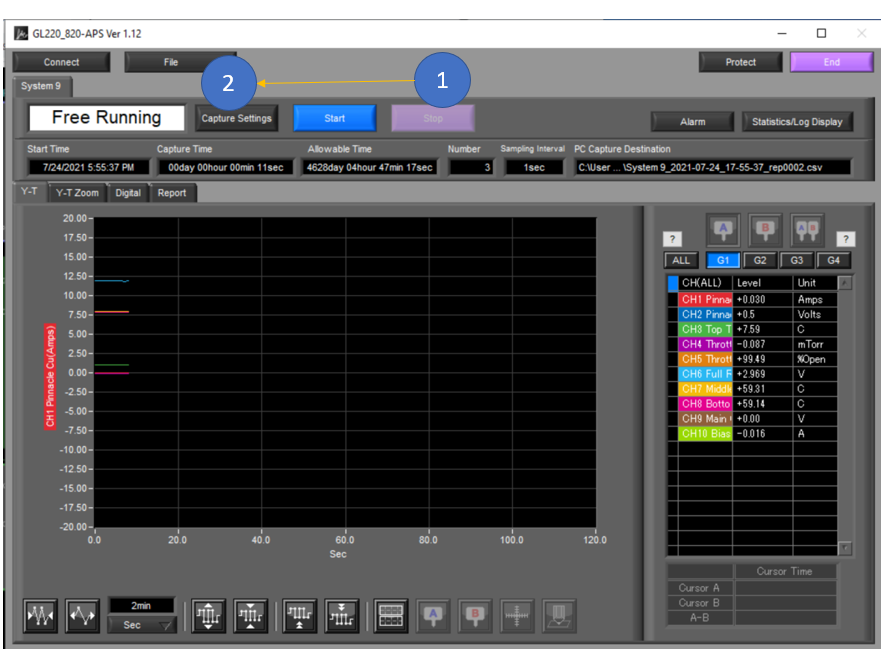 GL220_820-APS Ver 1.12
Connect File Protect End
System 9
2 1
Free Running Capture Settings Start Stop Alarm Statistics/Log Display
Start Time Capture Time Allowable Time Number Sampling Interval PC Capture Destination
7/24/2021 5:55:37 PM 00day 00hour 00min 11sec 4628day 04hour 47min 17sec 3 1sec C:\User ... \System 9_2021-07-24_17-55-37_rep0002.csv
Y-T Y-T Zoom Digital Report
CH1 Pinnacle Cu(Amps)
20.00
17.50
15.00
12.50
10.00
7.50
5.00
2.50
0.00
-2.50
-5.00
-7.50
-10.00
-12.50
-15.00
-17.50
-20.00
0.0 20.0 40.0 60.0 80.0 100.0 120.0
Sec
2min
Sec
A B
? A B A B ?
ALL G1 G2 G3 G4
CH(ALL) Level Unit
CH1 Pinna +0.030 Amps
CH2 Pinna +0.5 Volts
CH3 Top T +7.59 C
CH4 Thrott -0.087 mTorr
CH5 Thrott +99.49 %Open
CH6 Full F +2.969 V
CH7 Middl +59.31 C
CH8 Botto +59.14 C
CH9 Main +0.00 V
CH10 Bias -0.016 A
Cursor Time
Cursor A
Cursor B
A-B